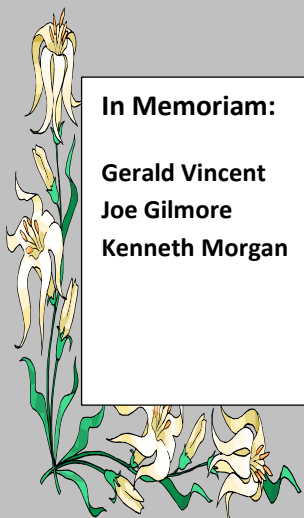 In Memoriam:
Gerald Vincent
Joe Gilmore
Kenneth Morgan